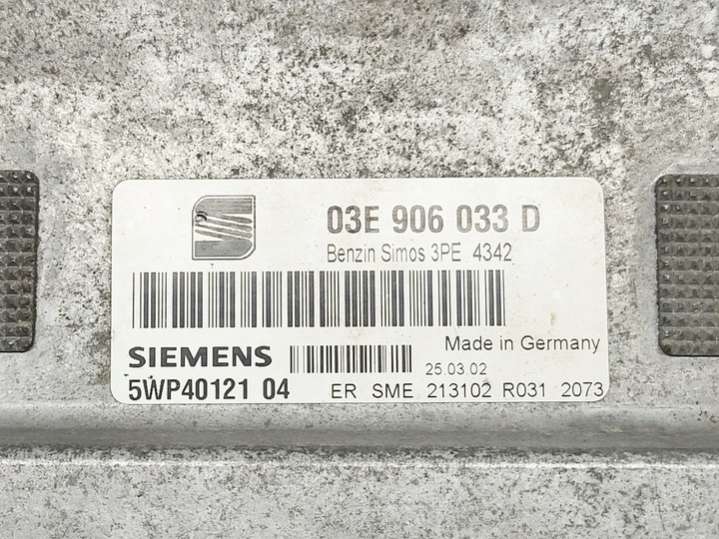 03E 906 033 D
Benzin Simos 3PE 4342
Made in Germany
SIEMENS
25.03.02
5WP40121 04
ER SME 213102 R031 2073